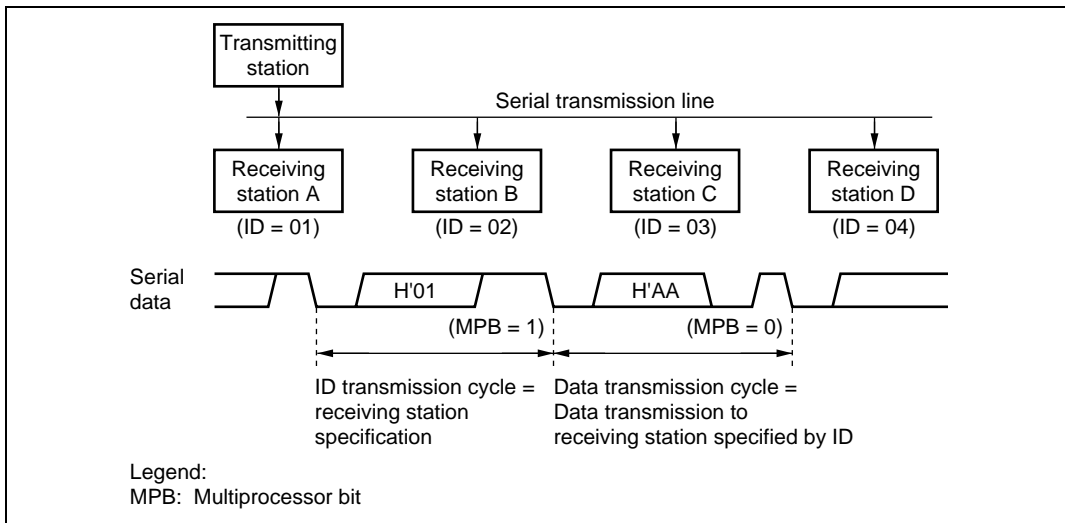 Transmitting
station
Serial transmission line
Receiving
station A
Receiving
station B
Receiving
station C
Receiving
station D
(ID = 01)
(ID = 02)
(ID = 03)
(ID = 04)
Serial
data
H'01
H'AA
(MPB = 1)
(MPB = 0)
ID transmission cycle =
receiving station
specification
Data transmission cycle =
Data transmission to
receiving station specified by ID
Legend:
MPB: Multiprocessor bit